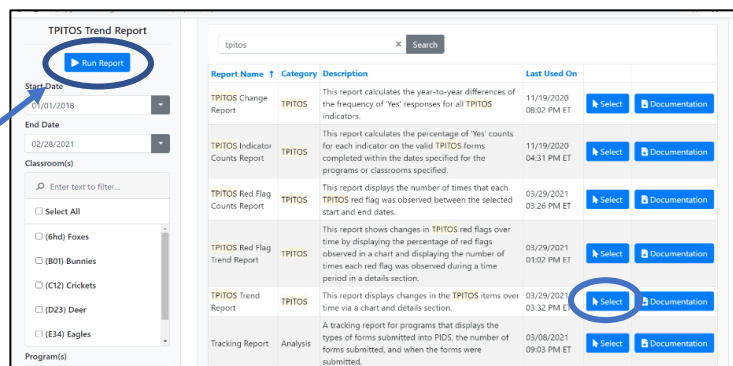 TPITOS Trend Report
Run Report
Start Date
01/01/2018
End Date
02/28/2021
Classroom(s)
Enter text to filter...
Select All
(6hd) Foxes
(B01) Bunnies
(C12) Crickets
(D23) Deer
(E34) Eagles
Program(s)
tpitos × Search
Report Name ↑ Category Description Last Used On
TPITOS Change Report
TPITOS
This report calculates the year-to-year differences of
the frequency of 'Yes' responses for all TPITOS
indicators.
11/19/2020
08:02 PM ET
Select
Documentation
TPITOS Indicator
Counts Report
TPITOS
This report calculates the percentage of 'Yes' counts
for each indicator on the valid TPITOS forms
completed within the dates specified for the
programs or classrooms specified.
11/19/2020
04:31 PM ET
Select
Documentation
TPITOS Red Flag
Counts Report
TPITOS
This report displays the number of times that each
TPITOS red flag was observed between the selected
start and end dates.
03/29/2021
03:26 PM ET
Select
Documentation
TPITOS Red Flag
Trend Report
TPITOS
This report shows changes in TPITOS red flags over
time by displaying the percentage of red flags
observed in a chart and displaying the number of
times each red flag was observed during a time
period in a details section.
03/29/2021
01:02 PM ET
Select
Documentation
TPITOS Trend
Report
TPITOS
This report displays changes in the TPITOS items over
time via a chart and details section.
03/29/2021
03:32 PM ET
Select
Documentation
Tracking Report
Analysis
A tracking report for programs that displays the
types of forms submitted into PIDS, the number of
forms submitted, and when the forms were
submitted.
03/08/2021
09:03 PM ET
Select
Documentation